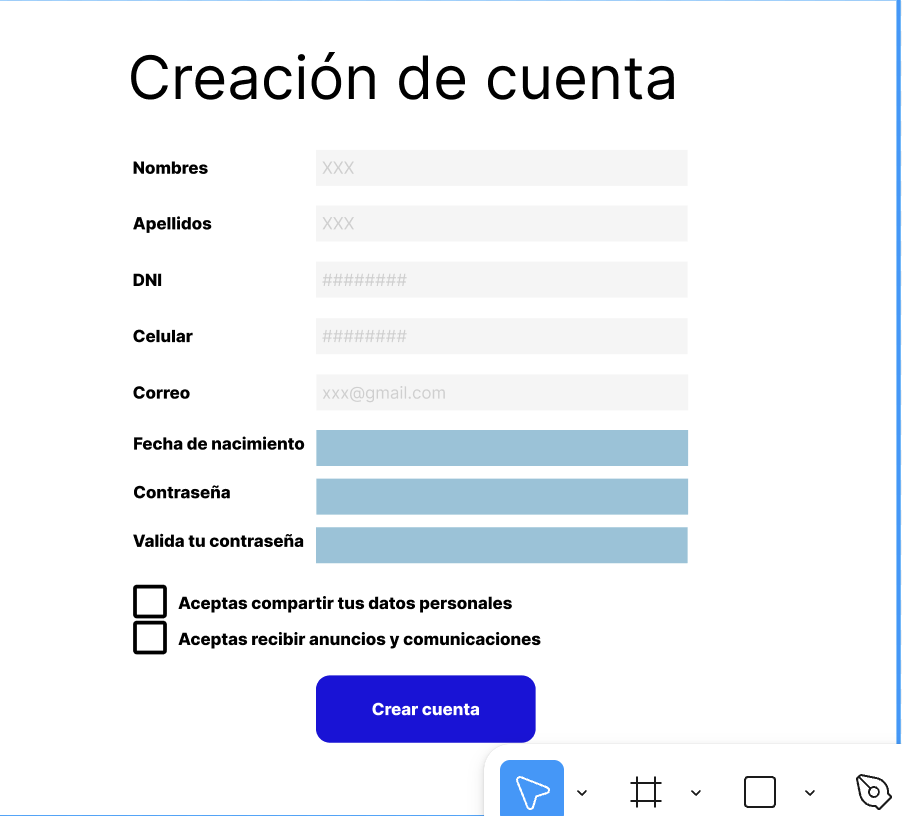 Creación de cuenta
Nombres XXX
Apellidos XXX
DNI ########
Celular ########
Correo xxx@gmail.com
Fecha de nacimiento
Contraseña
Valida tu contraseña
Aceptas compartir tus datos personales
Aceptas recibir anuncios y comunicaciones
Crear cuenta